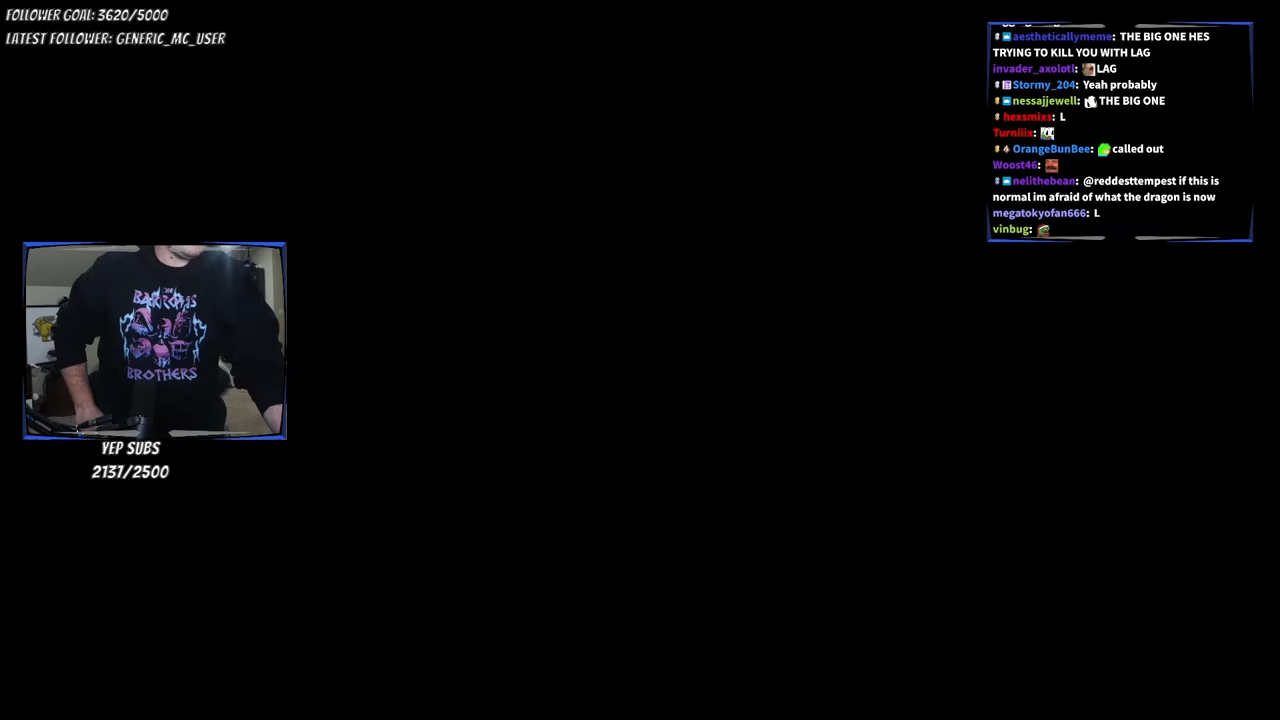 FOLLOWER GOAL: 3620/5000
LATEST FOLLOWER: GENERIC_MC_USER
aestheticallymeme: THE BIG ONE HES
TRYING TO KILL YOU WITH LAG
invader_axolotl: LAG
Stormy_204: Yeah probably
nessajjewell: THE BIG ONE
hexsmixs: L
Turniiix:
OrangeBunBee: called out
Woost46:
nelithebean: @reddesttempest if this is
normal im afraid of what the dragon is now
megatokyofan666: L
vinbug:
BROTHERS
YEP SUBS
2137/2500